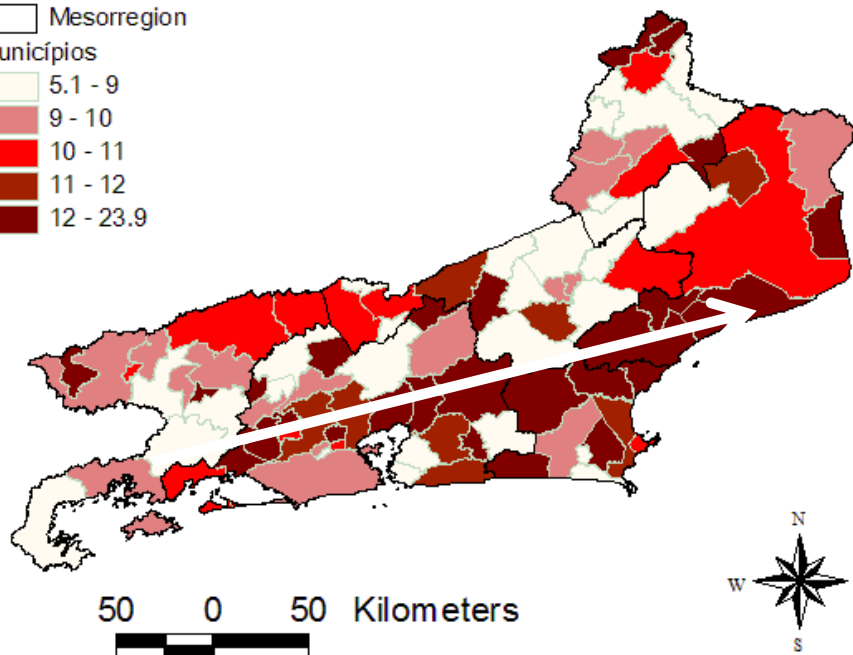 Mesorregion
unicípios
5.1 - 9
9 - 10
10 - 11
11 - 12
12 - 23.9
N
W
S
50 0 50 Kilometers